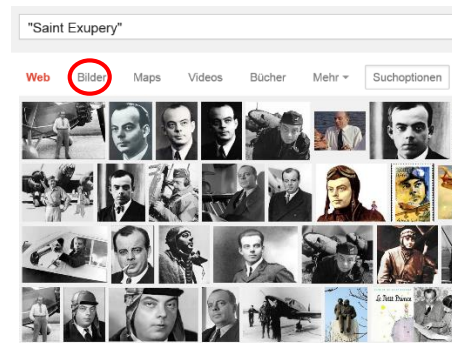 "Saint Exupery"
Web Bilder Maps Videos Bücher Mehr Suchoptionen
Le Petit Prince